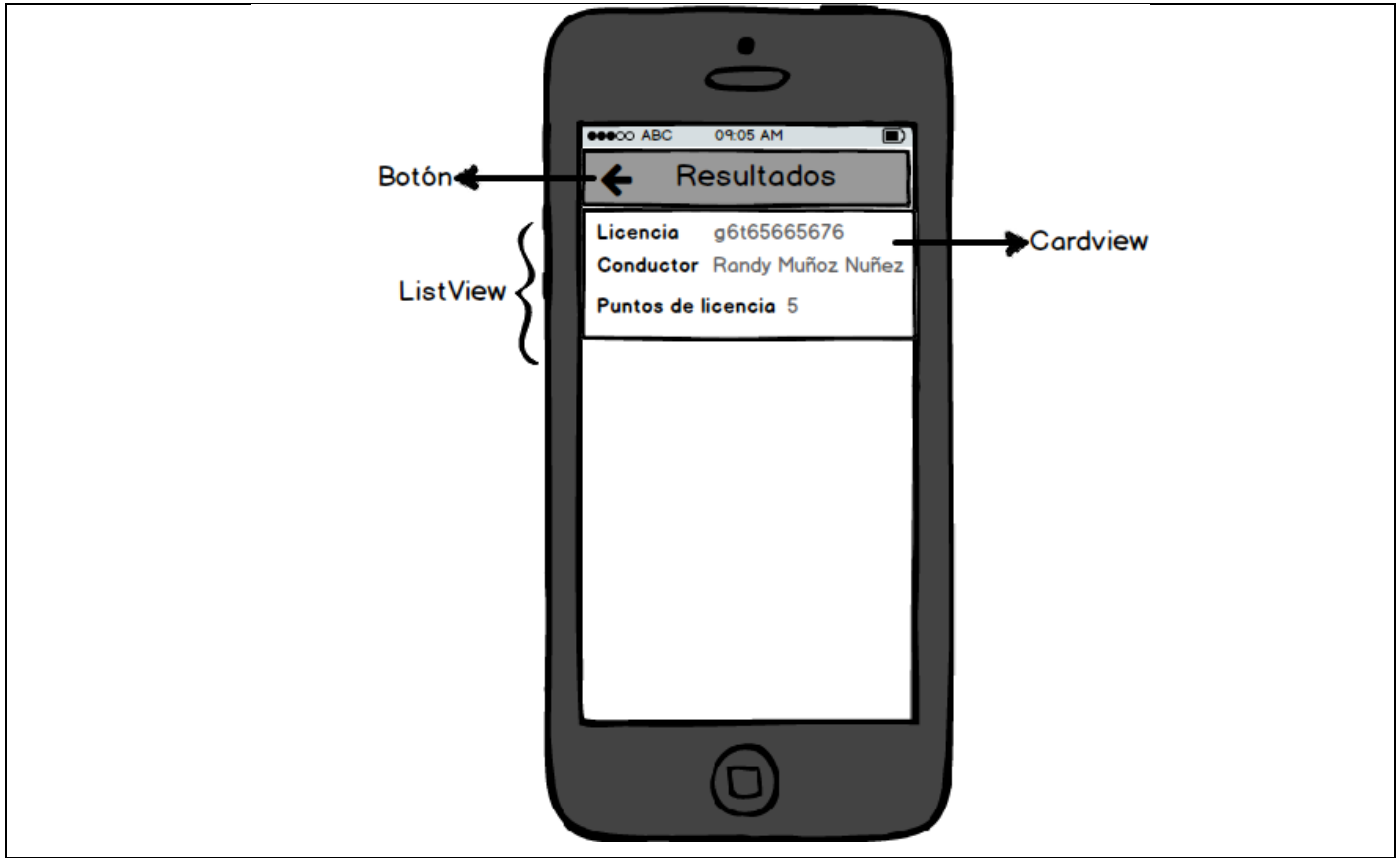 ABC 09:05 AM
Botón
Resultados
Licencia g6t65665676
Cardview
Conductor Randy Muñoz Nuñez
ListView
Puntos de licencia 5